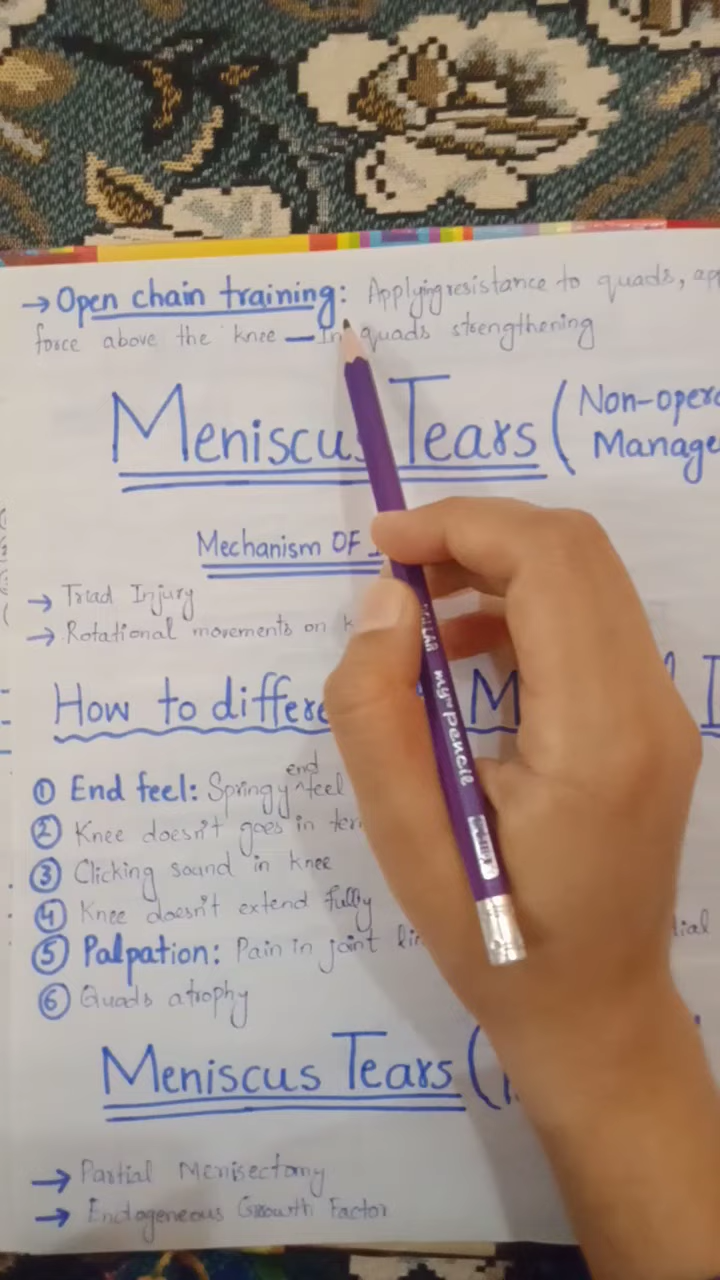 → Open chain training: Applying resistance to quads, ap
force above the knee — In quads strengthening
Meniscus Tears (Non-opera
Manage
Mechanism OF
→ Triad Injury
→ Rotational movements on k
How to differe
① End feel: Springy end feel
② Knee doesn't goes in ter
③ Clicking sound in knee
④ Knee doesn't extend fully
⑤ Palpation: Pain in joint lin
⑥ Quads atrophy
Meniscus Tears (
→ Partial Menisectomy
→ Endogeneous Growth Factor
my Pencil